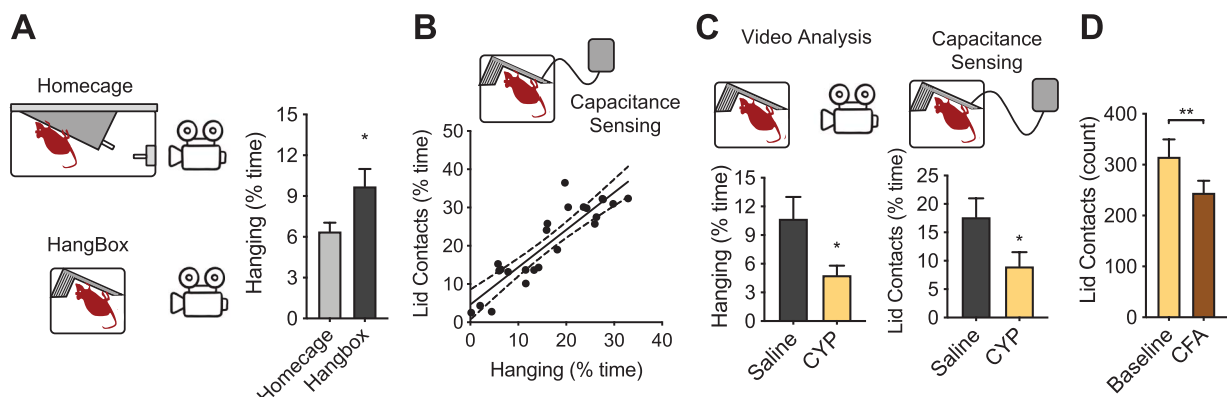 A
Homecage
HangBox
Hanging (% time)
15
12
9
6
3
0
*
Homecage
Hangbox
B
Capacitance
Sensing
Lid Contacts (% time)
50
40
30
20
10
0
0 10 20 30 40
Hanging (% time)
C
Video Analysis
Hanging (% time)
15
12
9
6
3
0
*
Saline
CYP
Capacitance
Sensing
Lid Contacts (% time)
25
20
15
10
5
0
*
Saline
CYP
D
Lid Contacts (count)
400
300
200
100
0
**
Baseline
CFA